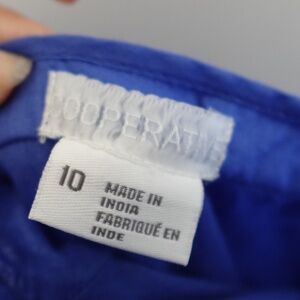 COOPERATIVE
10
MADE IN
INDIA
FABRIQUÉ EN
INDE